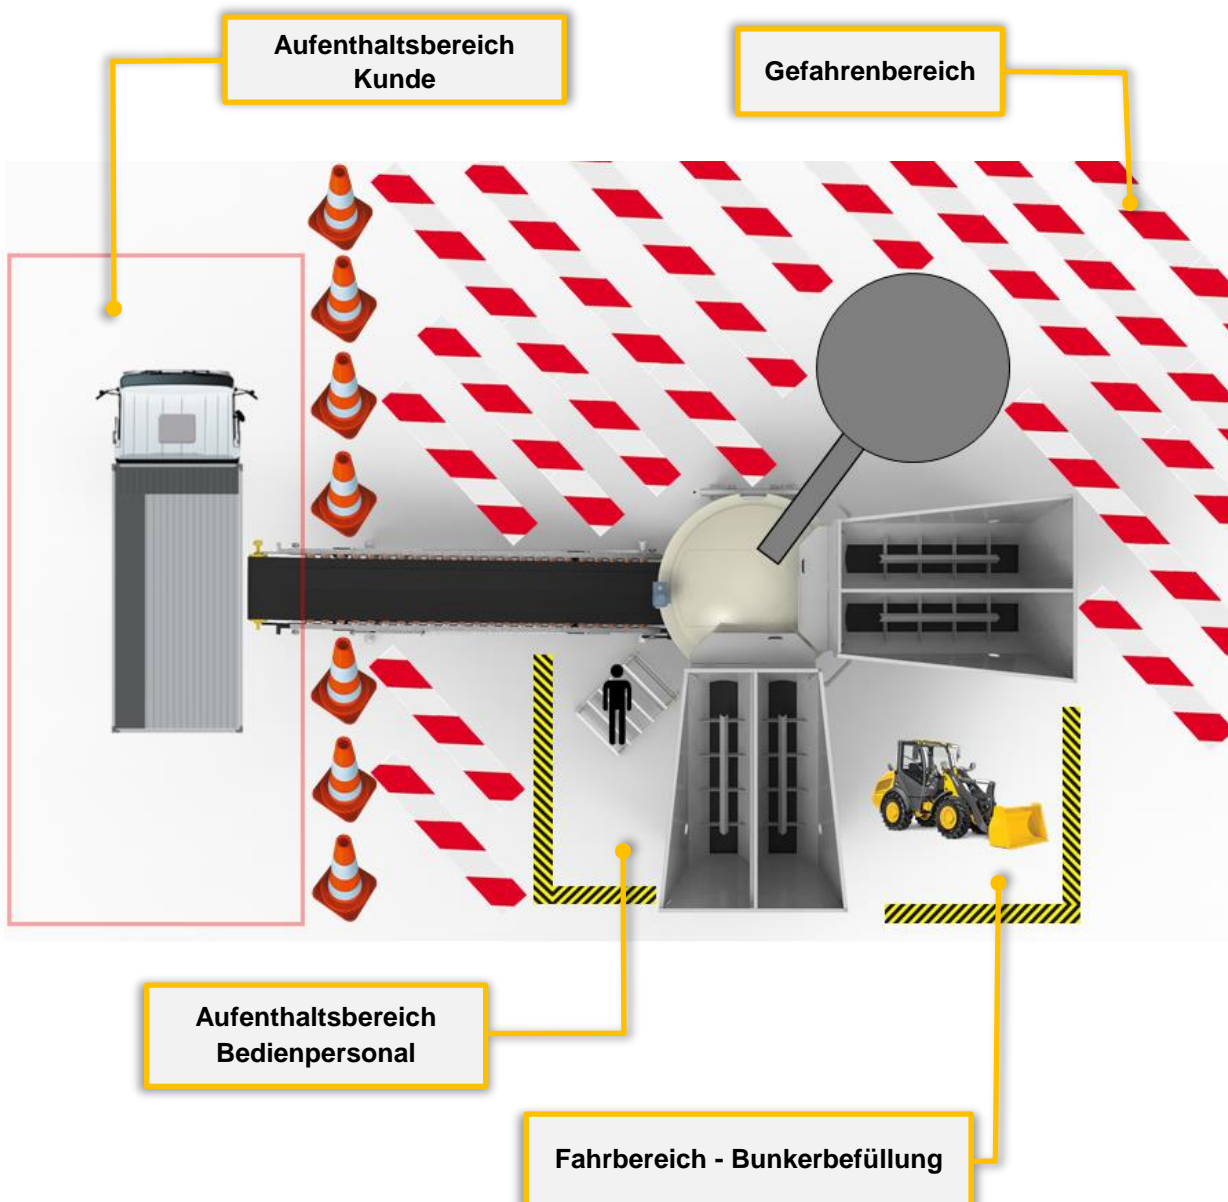 Aufenthaltsbereich
Kunde
Gefahrenbereich
Aufenthaltsbereich
Bedienpersonal
Fahrbereich - Bunkerbefüllung